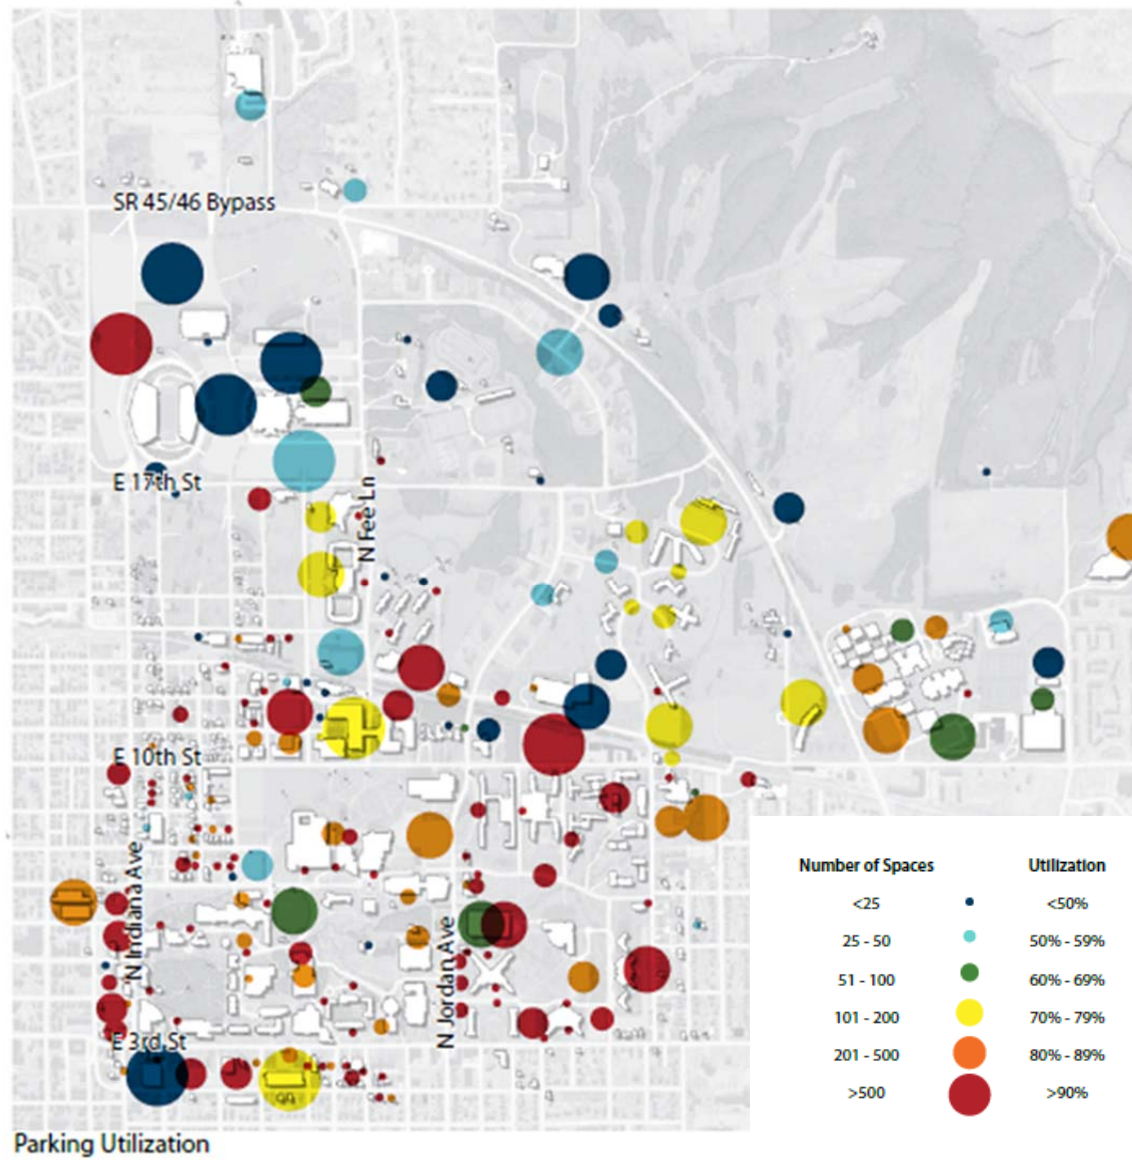 SR 45/46 Bypass
E 17th St
N Fee Ln
E 10th St
N Indiana Ave
N Jordan Ave
E 3rd St
Number of Spaces Utilization
<25 <50%
25 - 50 50% - 59%
51 - 100 60% - 69%
101 - 200 70% - 79%
201 - 500 80% - 89%
>500 >90%
Parking Utilization